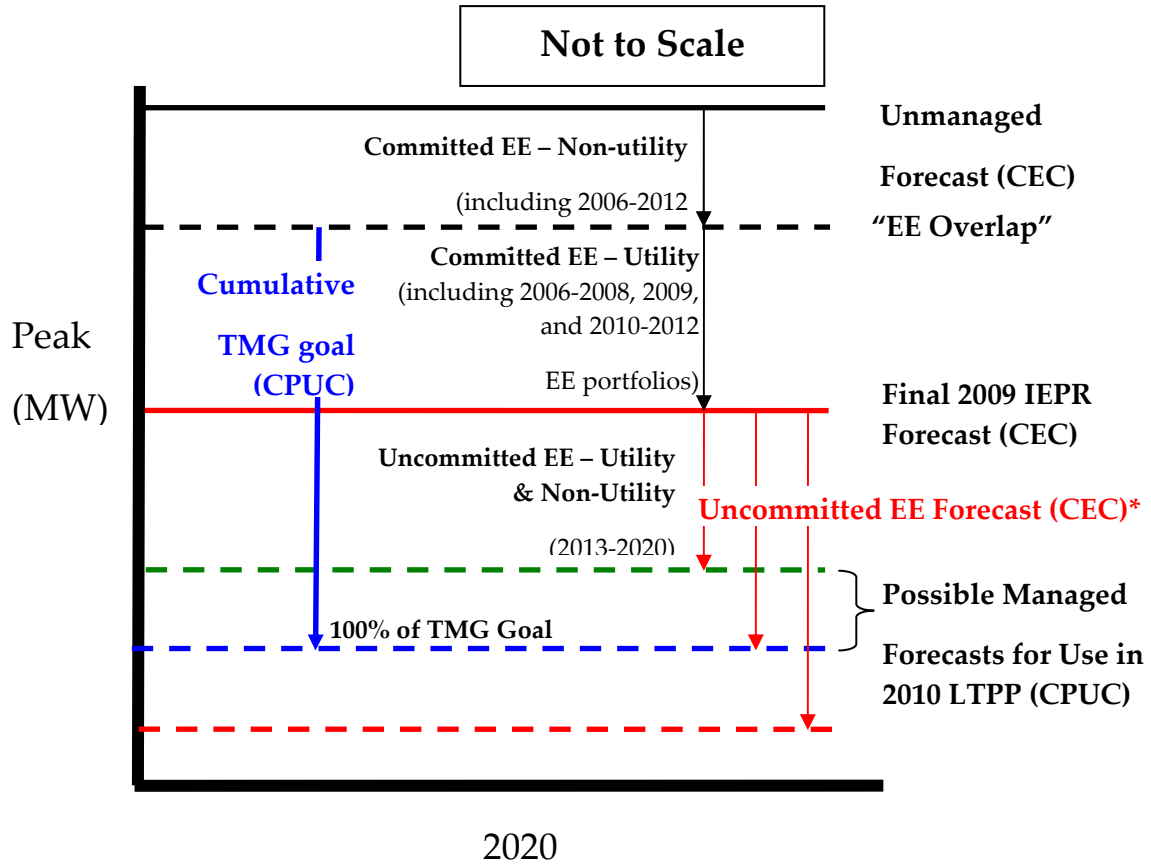 Not to Scale
Unmanaged
Forecast (CEC)
Committed EE – Non-utility
(including 2006-2012
“EE Overlap”
Committed EE – Utility
(including 2006-2008, 2009,
and 2010-2012
EE portfolios)
Cumulative
TMG goal
(CPUC)
Peak
(MW)
Final 2009 IEPR
Forecast (CEC)
Uncommitted EE – Utility
& Non-Utility
(2013-2020)
Uncommitted EE Forecast (CEC)*
100% of TMG Goal
Possible Managed
Forecasts for Use in
2010 LTPP (CPUC)
2020